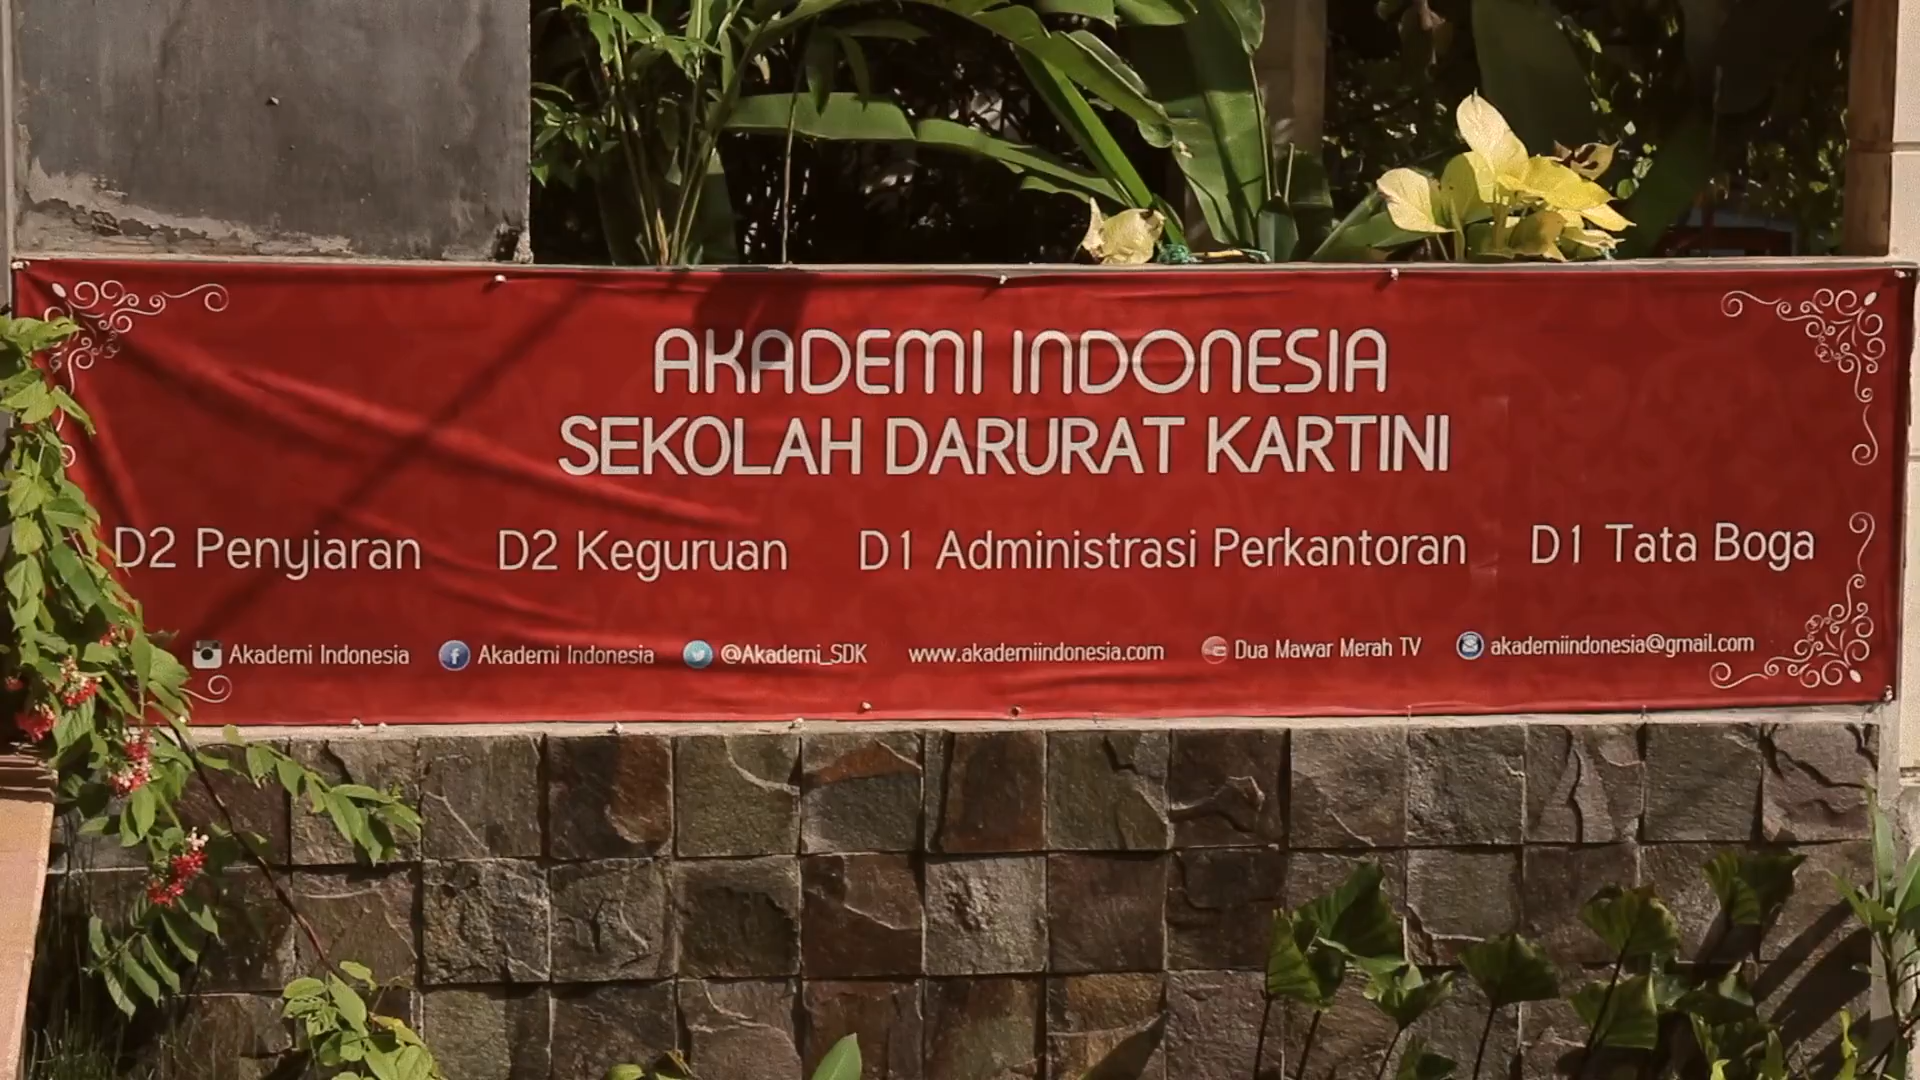 AKADEMI INDONESIA
SEKOLAH DARURAT KARTINI
D2 Penyiaran D2 Keguruan D1 Administrasi Perkantoran D1 Tata Boga
Akademi Indonesia Akademi Indonesia @Akademi_SDK www.akademiindonesia.com Dua Mawar Merah TV akademiindonesia@gmail.com